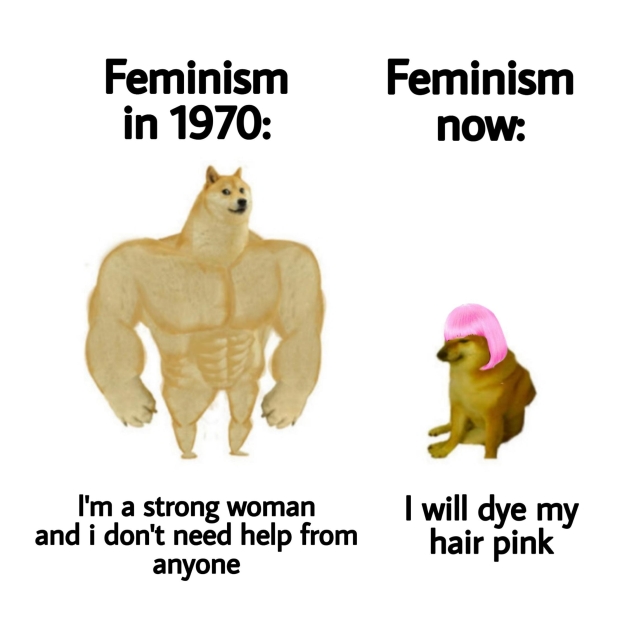 Feminism
in 1970:
Feminism
now:
I'm a strong woman
and i don't need help from
anyone
I will dye my
hair pink